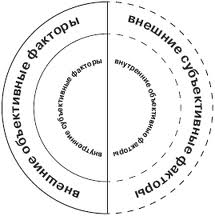 внешние объективные факторы
внешние субъективные факторы
внутренние субъективные факторы
внутренние объективные факторы